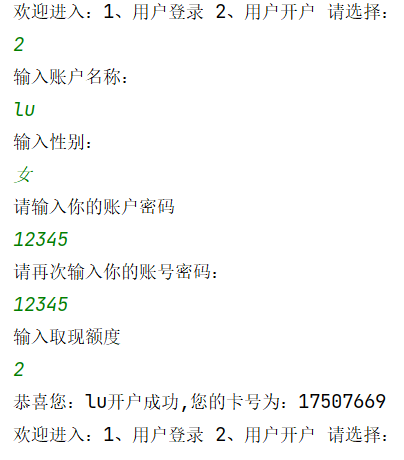 欢迎进入：1、用户登录 2、用户开户 请选择：
2
输入账户名称：
lu
输入性别：
女
请输入你的账户密码
12345
请再次输入你的账号密码：
12345
输入取现额度
2
恭喜您：lu开户成功,您的卡号为：17507669
欢迎进入：1、用户登录 2、用户开户 请选择：